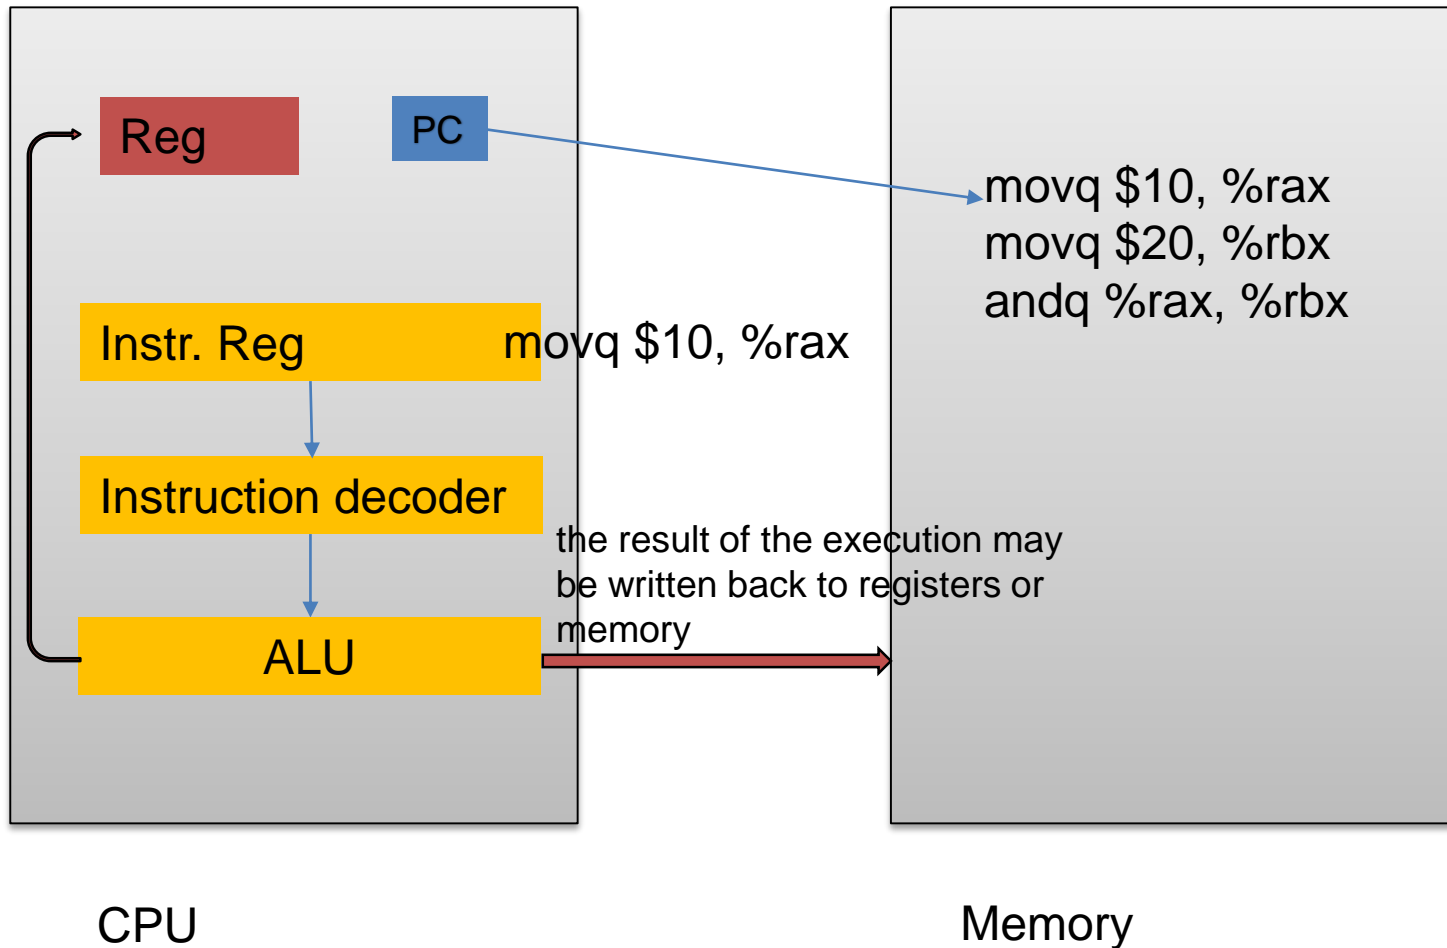 Reg
PC
movq $10, %rax
movq $20, %rbx
andq %rax, %rbx
Instr. Reg
movq $10, %rax
Instruction decoder
the result of the execution may
be written back to registers or
memory
ALU
CPU
Memory